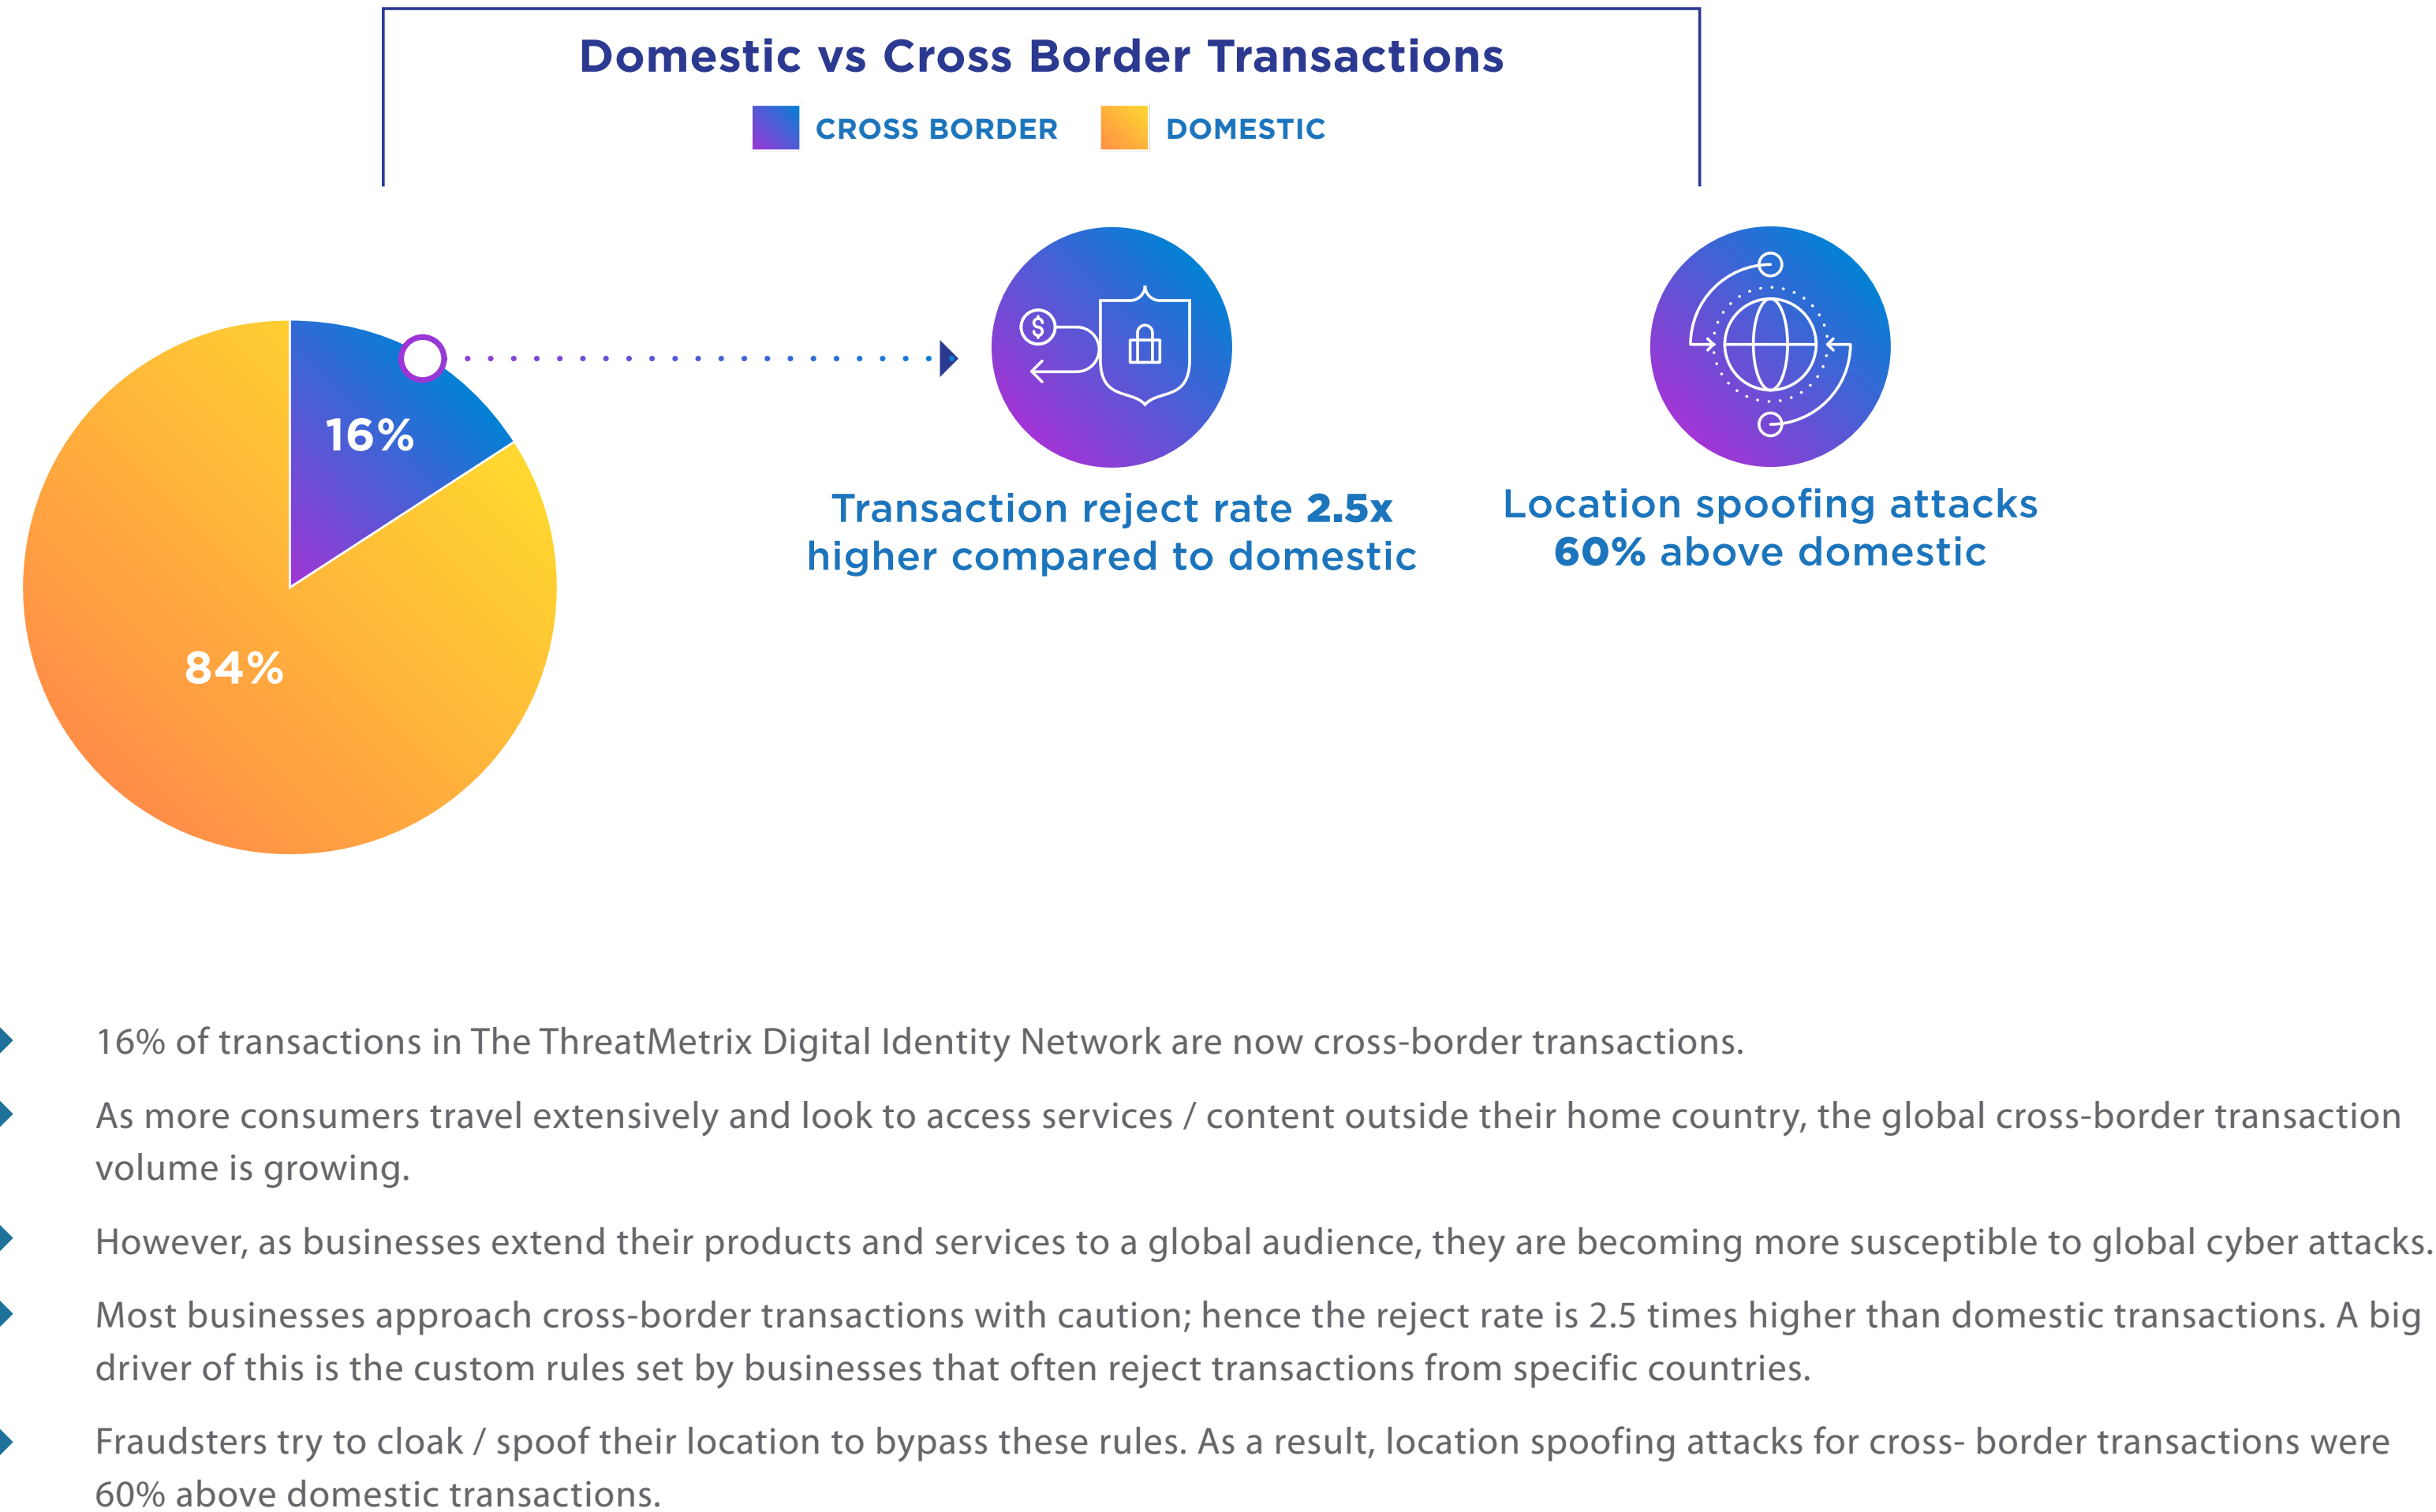 Domestic vs Cross Border Transactions
CROSS BORDER
DOMESTIC
16%
84%
$
Transaction reject rate 2.5x
higher compared to domestic
Location spoofing attacks
60% above domestic
16% of transactions in The ThreatMetrix Digital Identity Network are now cross-border transactions.
As more consumers travel extensively and look to access services / content outside their home country, the global cross-border transaction
volume is growing.
However, as businesses extend their products and services to a global audience, they are becoming more susceptible to global cyber attacks.
Most businesses approach cross-border transactions with caution; hence the reject rate is 2.5 times higher than domestic transactions. A big
driver of this is the custom rules set by businesses that often reject transactions from specific countries.
Fraudsters try to cloak / spoof their location to bypass these rules. As a result, location spoofing attacks for cross- border transactions were
60% above domestic transactions.